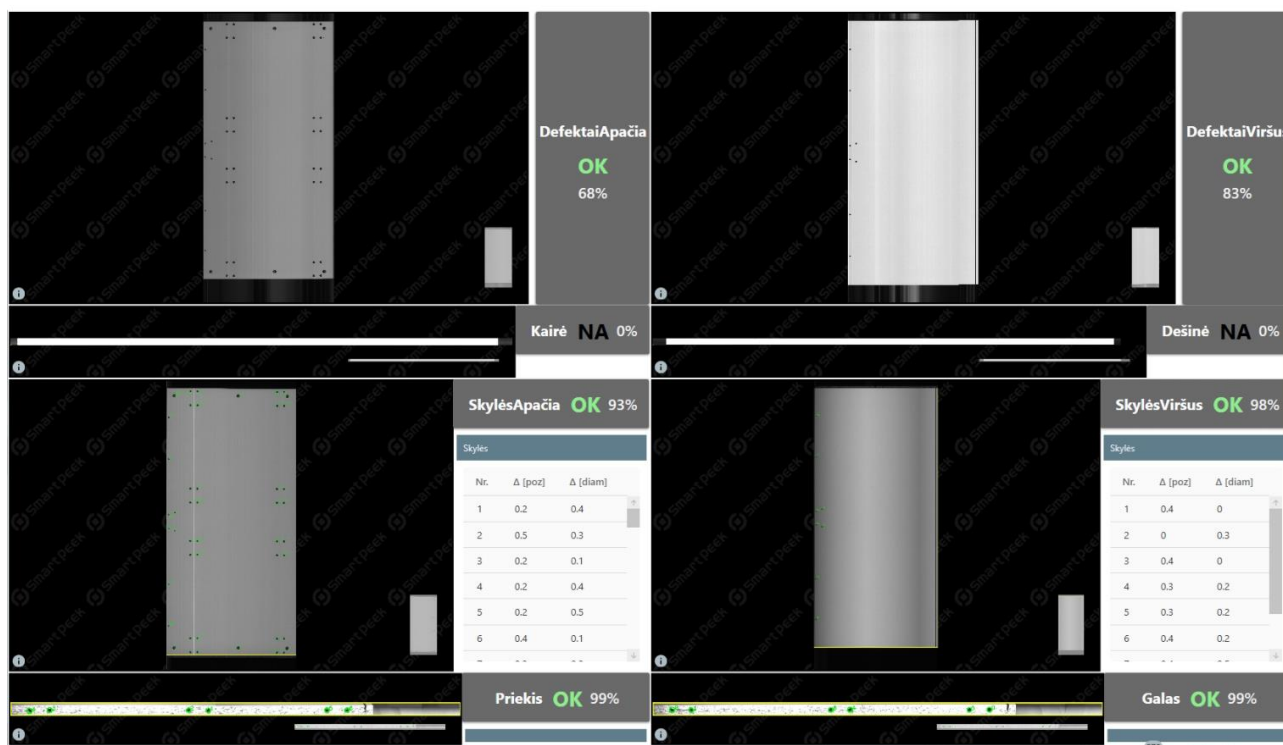 SmartPeek
DefektaiApačia
OK
68%
DefektaiViršus
OK
83%
Kairė NA 0%
Dešinė NA 0%
SkylėsApačia OK 93%
Skylės
Nr. Δ [poz] Δ [diam]
1 0.2 0.4
2 0.5 0.3
3 0.2 0.1
4 0.2 0.4
5 0.2 0.5
6 0.4 0.1
SkylėsViršus OK 98%
Skylės
Nr. Δ [poz] Δ [diam]
1 0.4 0
2 0 0.3
3 0.4 0
4 0.3 0.2
5 0.3 0.2
6 0.4 0.2
Priekis OK 99%
Galas OK 99%